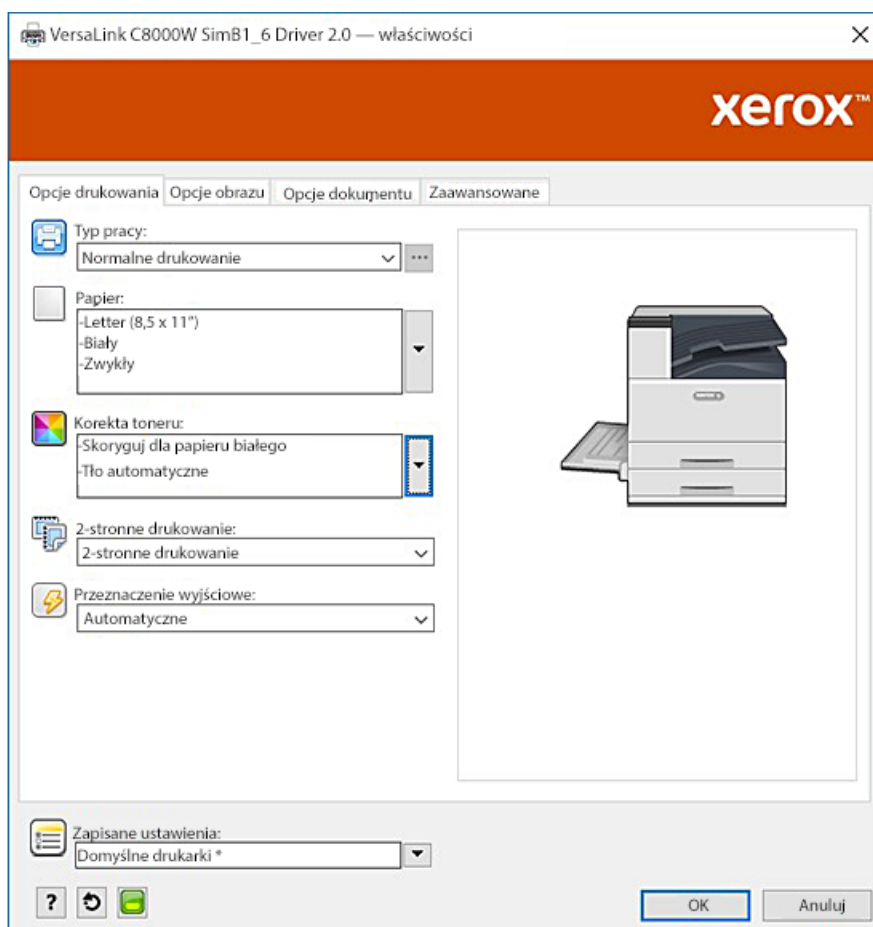 VersaLink C8000W SimB1_6 Driver 2.0 — właściwości
xerox™
Opcje drukowania Opcje obrazu Opcje dokumentu Zaawansowane
Typ pracy:
Normalne drukowanie
Papier:
-Letter (8,5 x 11”)
-Biały
-Zwykły
Korekta toneru:
-Skoryguj dla papieru białego
-Tło automatyczne
2-stronne drukowanie:
2-stronne drukowanie
Przeznaczenie wyjściowe:
Automatyczne
Zapisane ustawienia:
Domyślne drukarki *
?
OK Anuluj